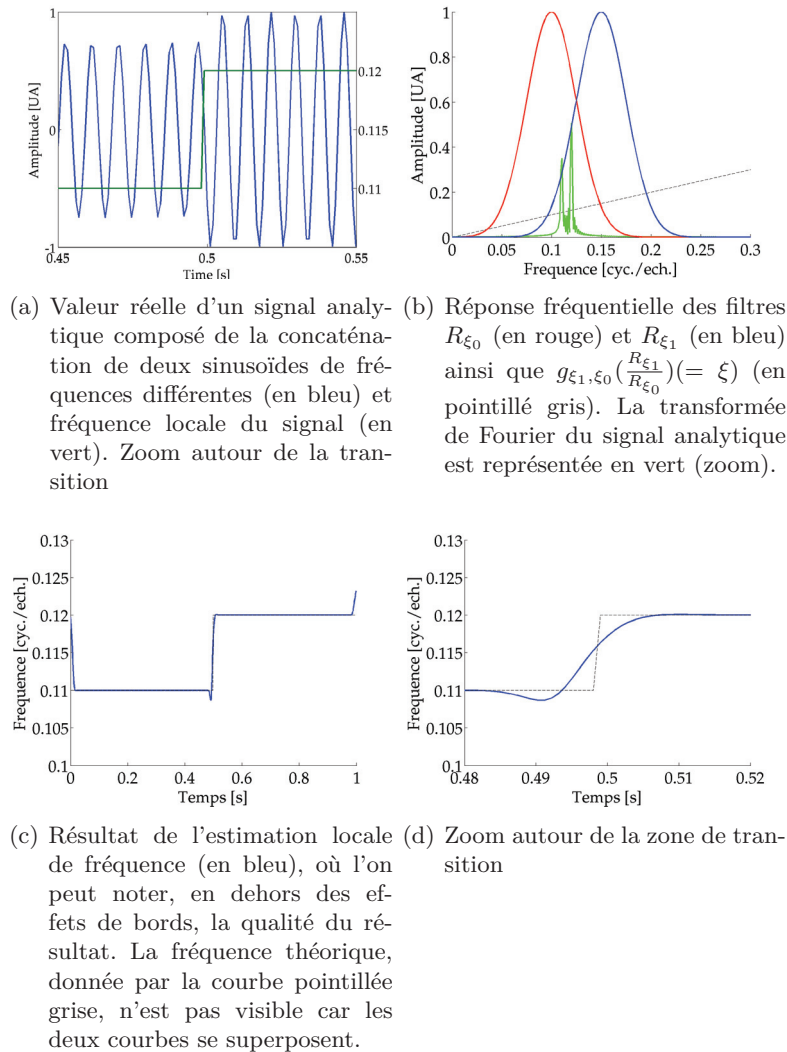 Amplitude [UA]
1
0
-1
0.12
0.115
0.11
0.45
0.5
0.55
Time [s]
Amplitude [UA]
1
0.8
0.6
0.4
0.2
0
0
0.05
0.1
0.15
0.2
0.25
0.3
Frequence [cyc./ech.]
(a) Valeur réelle d'un signal analy-
tique composé de la concaténa-
tion de deux sinusoïdes de fré-
quences différentes (en bleu) et
fréquence locale du signal (en
vert). Zoom autour de la tran-
sition
(b) Réponse fréquentielle des filtres
R_{ξ_0} (en rouge) et R_{ξ_1} (en bleu)
ainsi que g_{ξ_1,ξ_0}(\frac{R_{ξ_1}}{R_{ξ_0}})(= ξ) (en
pointillé gris). La transformée
de Fourier du signal analytique
est représentée en vert (zoom).
Frequence [cyc./ech.]
0.13
0.125
0.12
0.115
0.11
0.105
0.1
0
0.2
0.4
0.6
0.8
1
Temps [s]
Frequence [cyc./ech.]
0.13
0.125
0.12
0.115
0.11
0.105
0.1
0.48
0.49
0.5
0.51
0.52
Temps [s]
(c) Résultat de l'estimation locale
de fréquence (en bleu), où l'on
peut noter, en dehors des ef-
fets de bords, la qualité du ré-
sultat. La fréquence théorique,
donnée par la courbe pointillée
grise, n'est pas visible car les
deux courbes se superposent.
(d) Zoom autour de la zone de tran-
sition